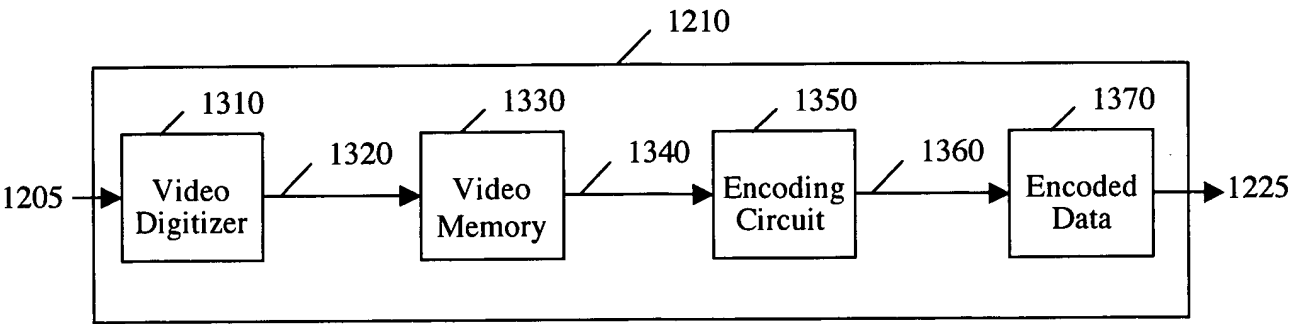 1210
1310
1330
1350
1370
1205
Video
Digitizer
1320
Video
Memory
1340
Encoding
Circuit
1360
Encoded
Data
1225